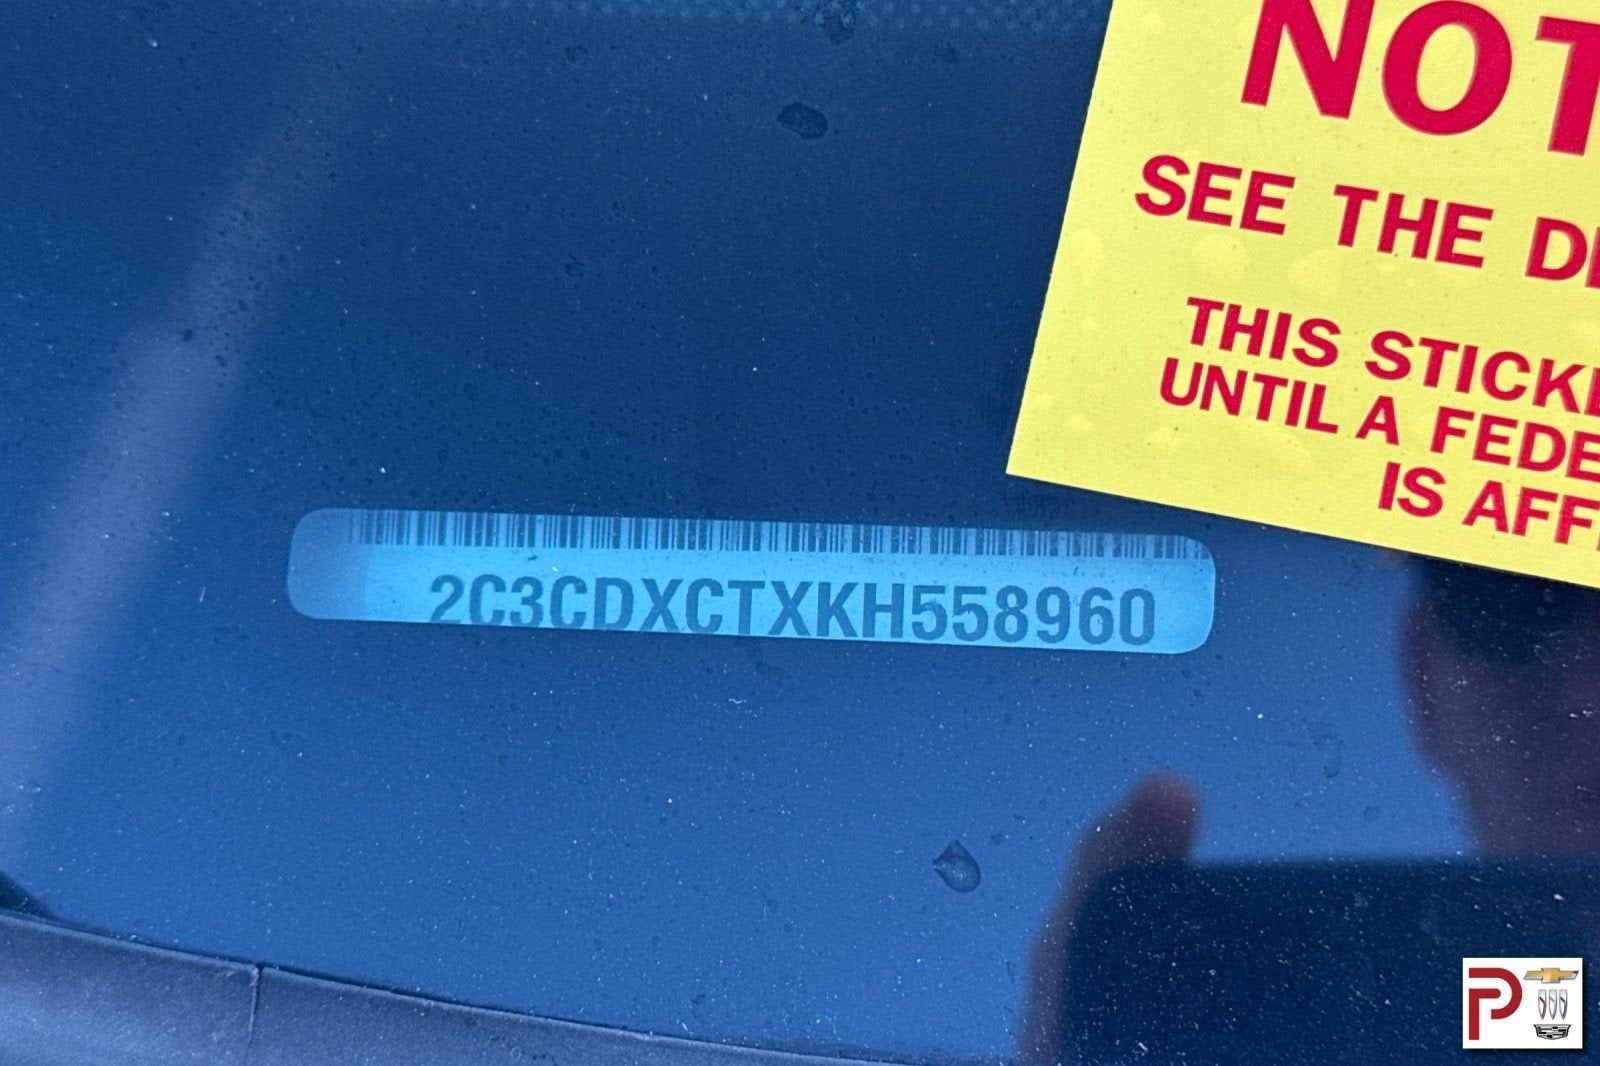 NOT
SEE THE D
THIS STICK
UNTIL A FEDE
IS AFF
2C3CDXCTXKH558960
P